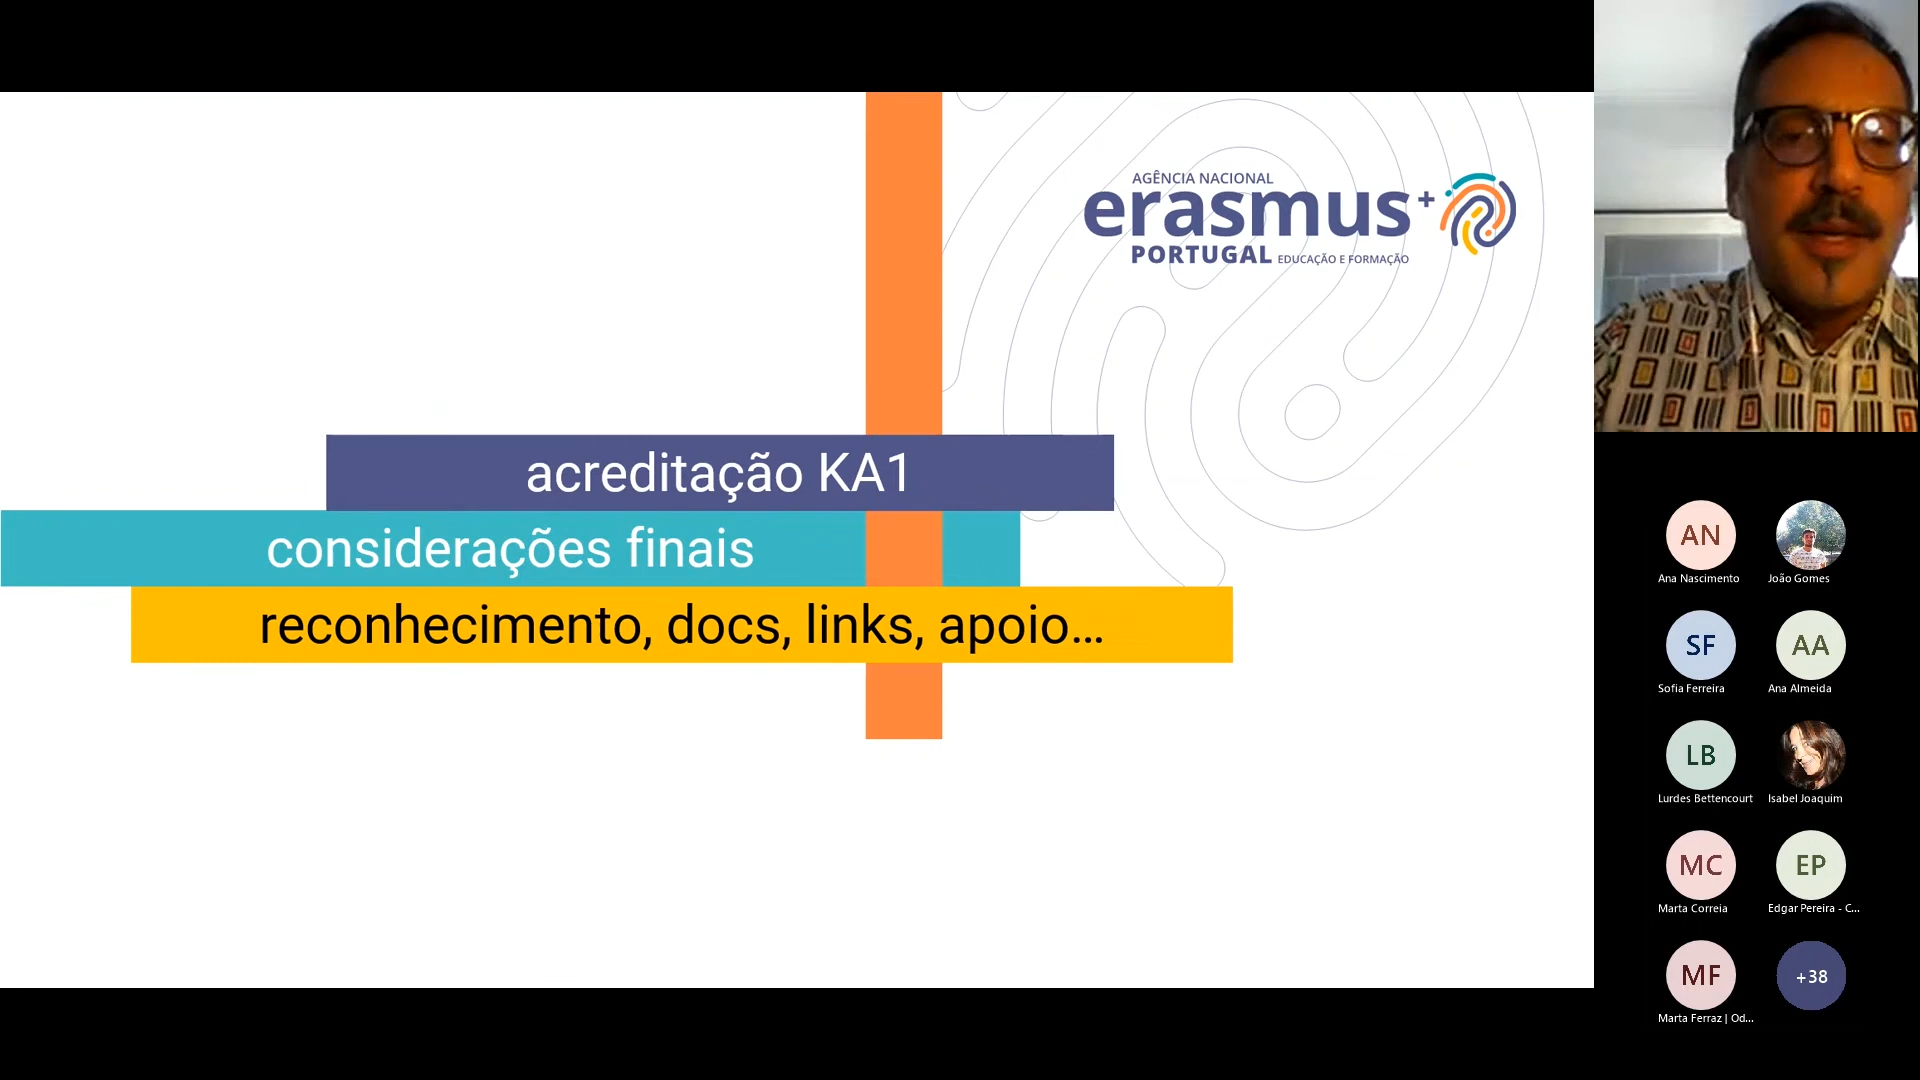 AGÊNCIA NACIONAL
erasmus+
PORTUGAL EDUCAÇÃO E FORMAÇÃO
acreditação KA1
considerações finais
reconhecimento, docs, links, apoio...
AN
Ana Nascimento
João Gomes
SF
Sofia Ferreira
AA
Ana Almeida
LB
Lurdes Bettencourt
Isabel Joaquim
MC
Marta Correia
EP
Edgar Pereira - C...
MF
Marta Ferraz | Od...
+38